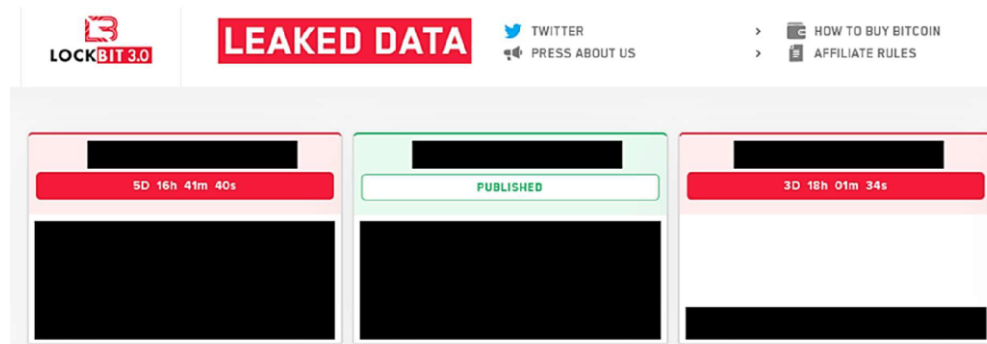 LOCKBIT 3.0
LEAKED DATA
TWITTER
PRESS ABOUT US
> HOW TO BUY BITCOIN
> AFFILIATE RULES
5D 16h 41m 40s
PUBLISHED
3D 18h 01m 34s